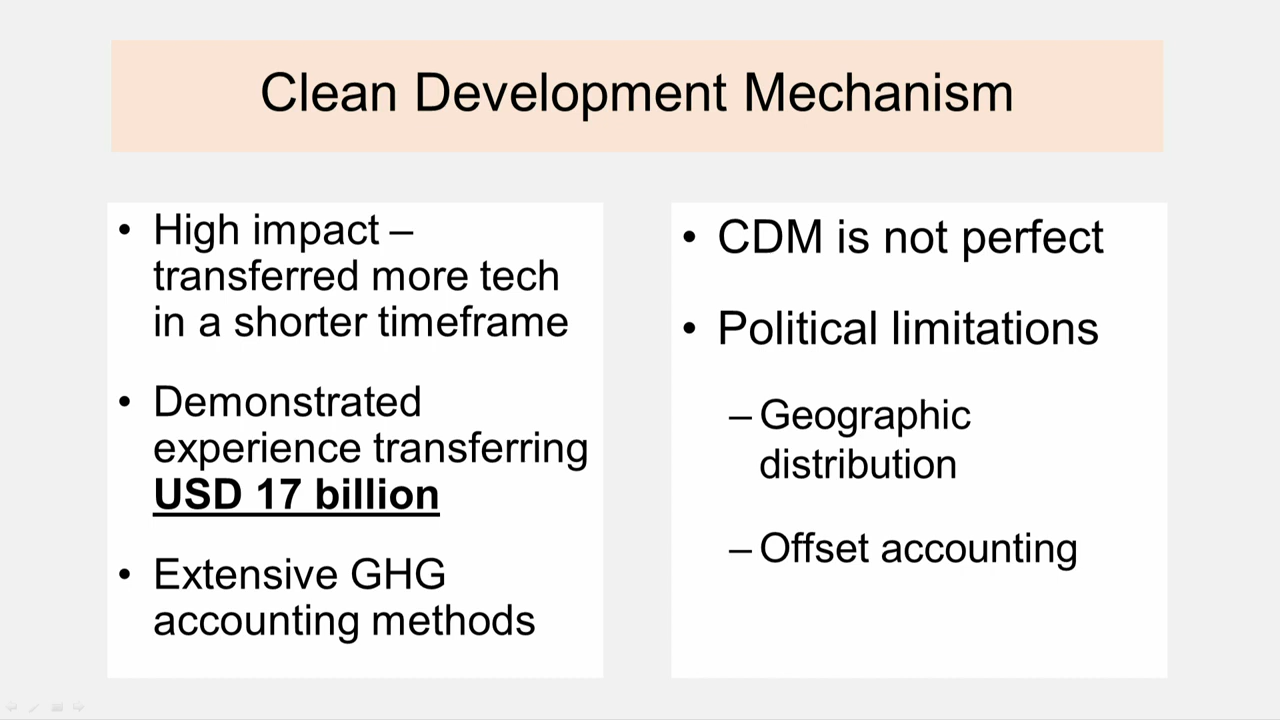 Clean Development Mechanism
• High impact –
transferred more tech
in a shorter timeframe
• Demonstrated
experience transferring
USD 17 billion
• Extensive GHG
accounting methods
• CDM is not perfect
• Political limitations
– Geographic
distribution
– Offset accounting